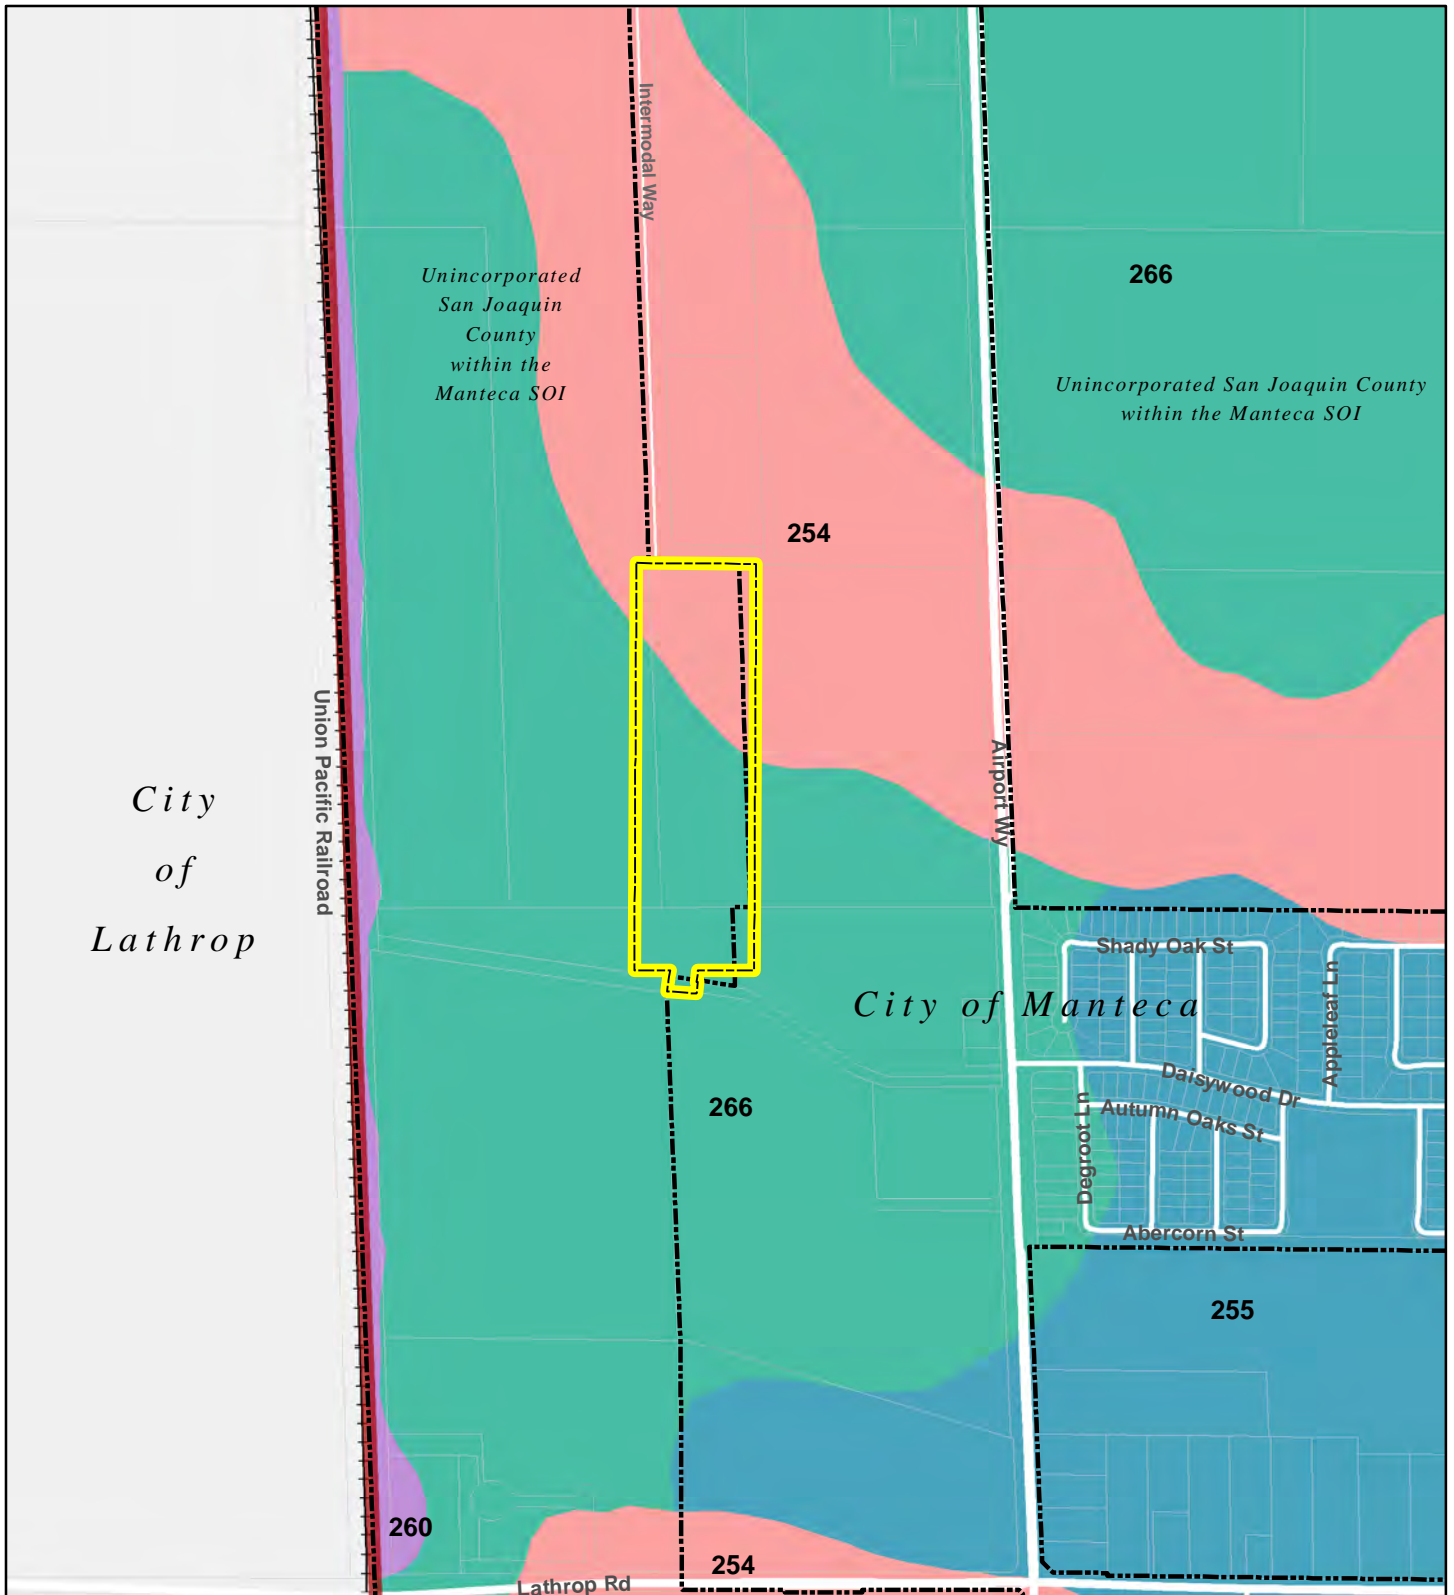 Intermodal Way
266
Unincorporated
San Joaquin
County
within the
Manteca SOI
Unincorporated San Joaquin County
within the Manteca SOI
254
Union Pacific Railroad
Airport Wy
City
of
Lathrop
Shady Oak St
Appleleaf Ln
City of Manteca
Daisywood Dr
266
Autumn Oaks St
Degroot Ln
Abercorn St
255
260
254
Lathrop Rd